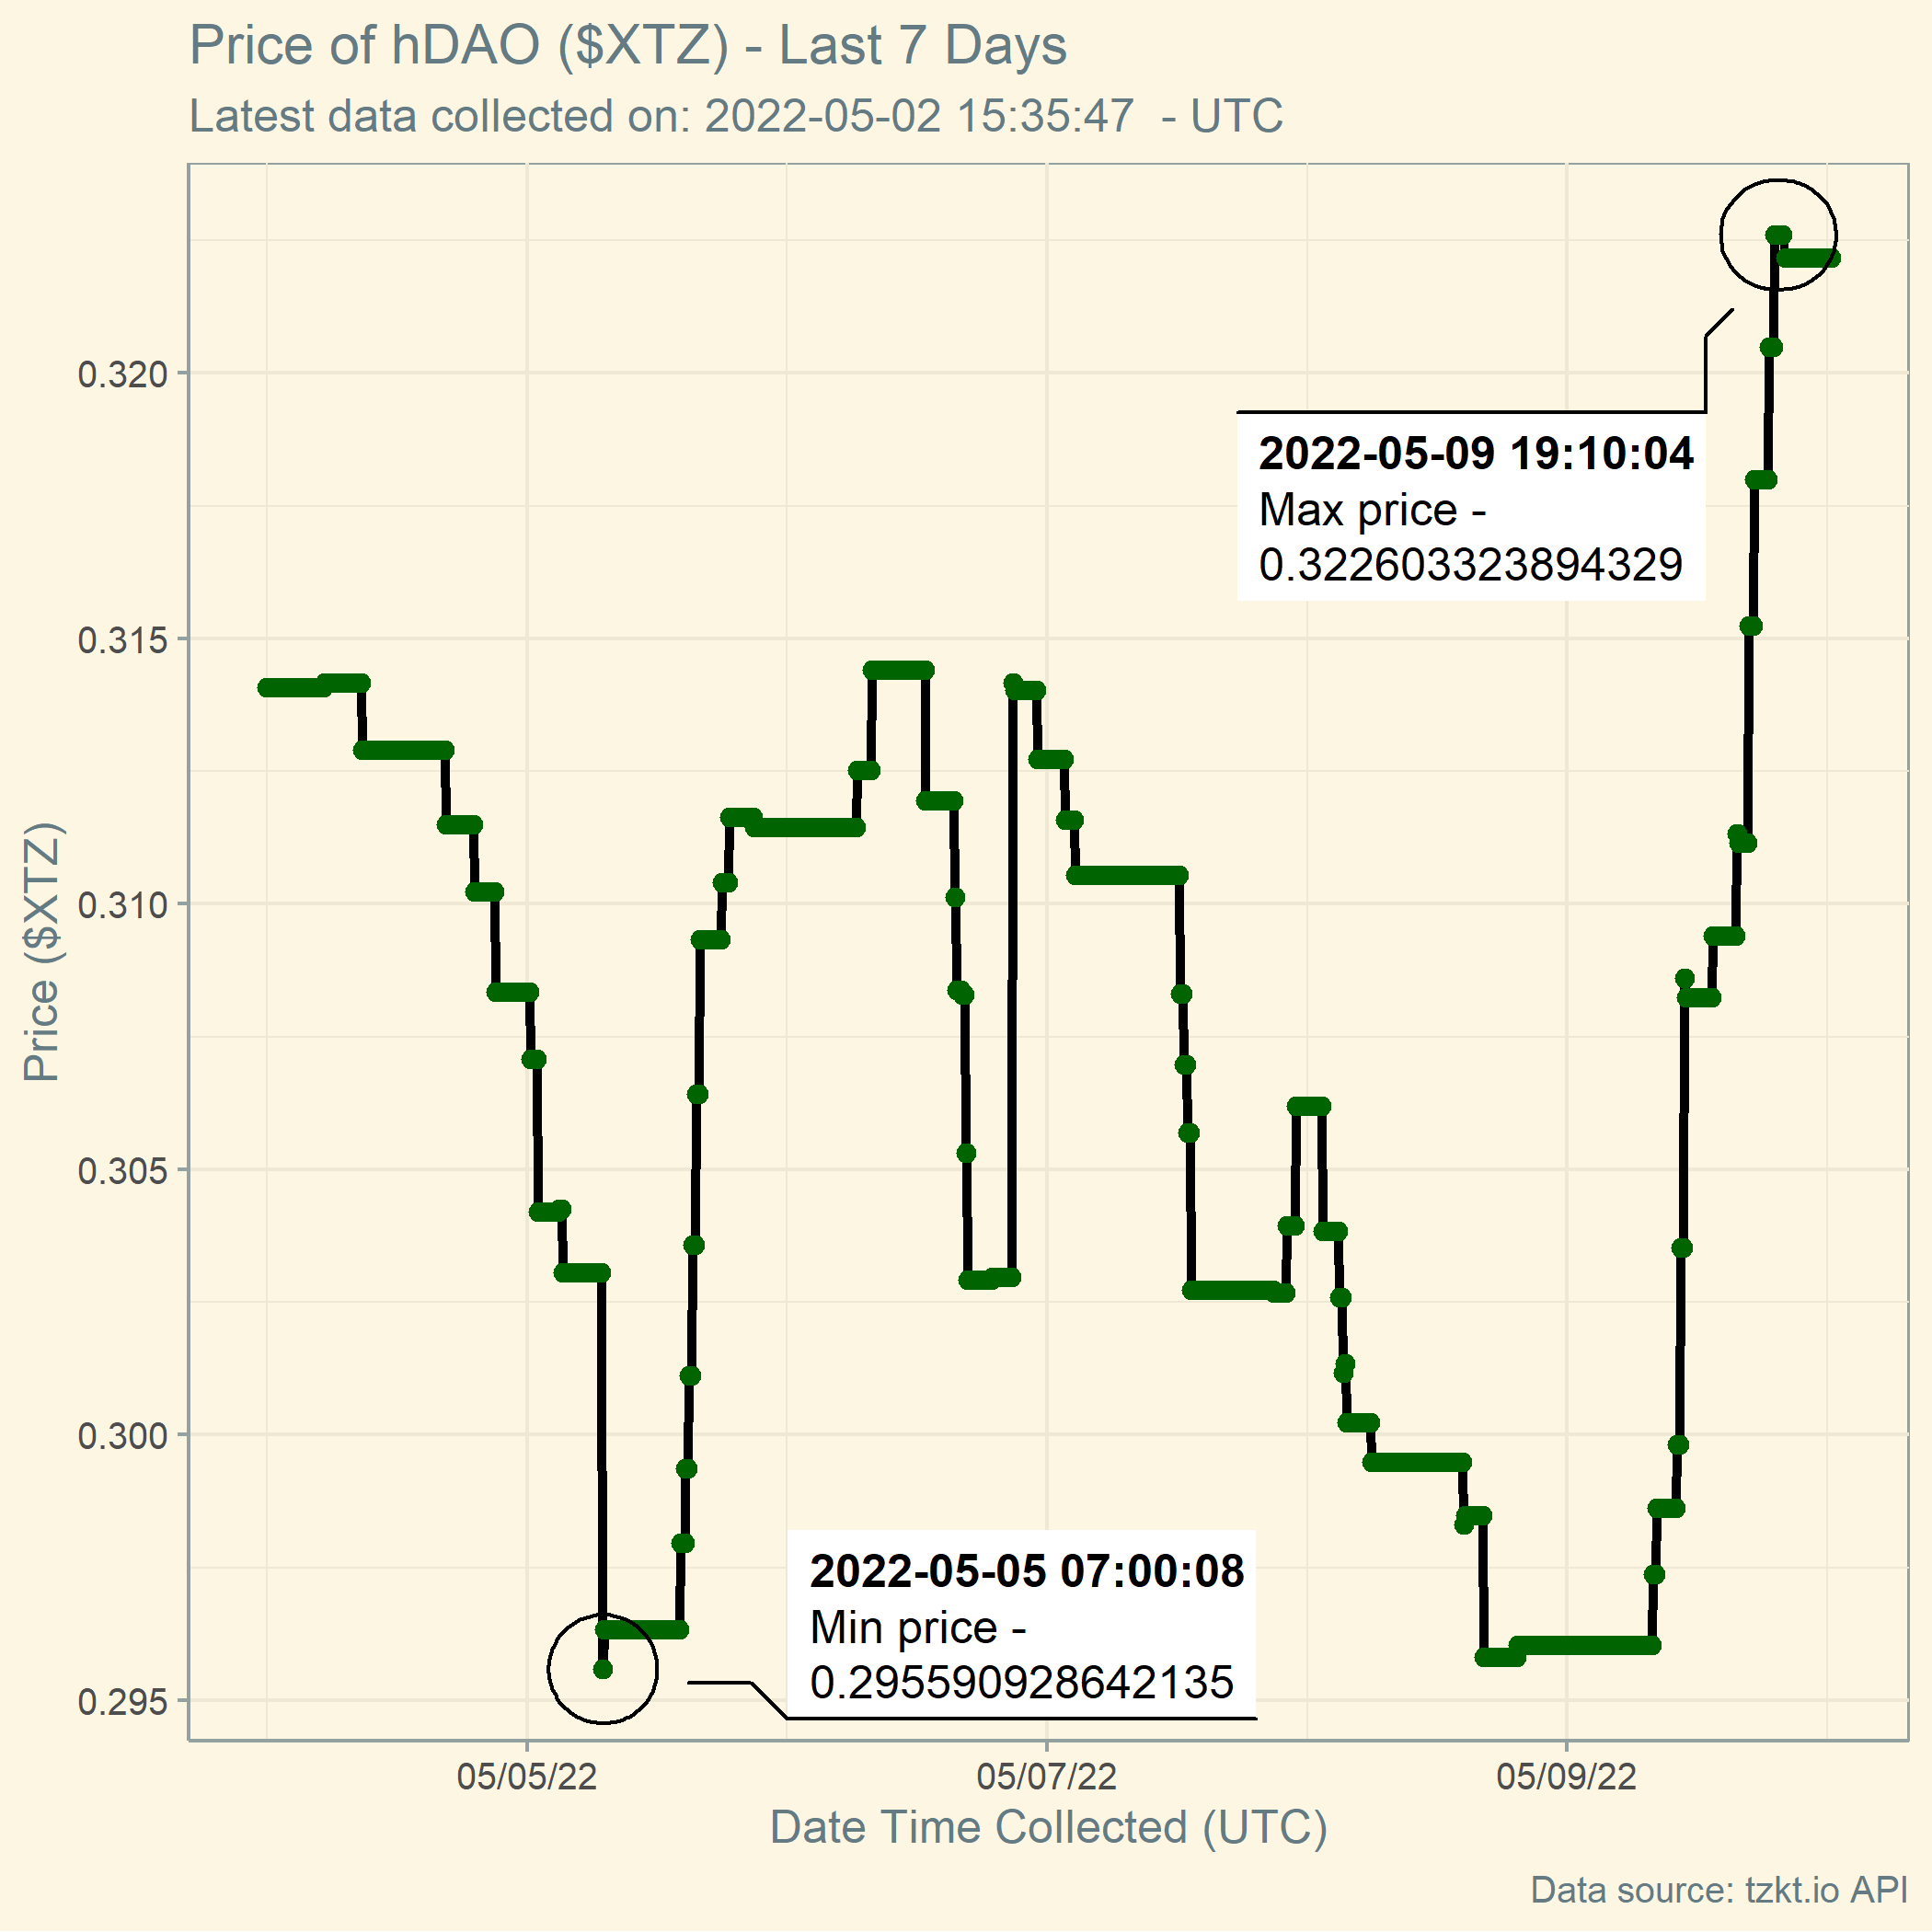 Price of hDAO ($XTZ) - Last 7 Days
Latest data collected on: 2022-05-02 15:35:47  - UTC
Price ($XTZ)
0.320
0.315
0.310
0.305
0.300
0.295
2022-05-09 19:10:04
Max price -
0.322603323894329
2022-05-05 07:00:08
Min price -
0.295590928642135
05/05/22
05/07/22
05/09/22
Date Time Collected (UTC)
Data source: tzkt.io API